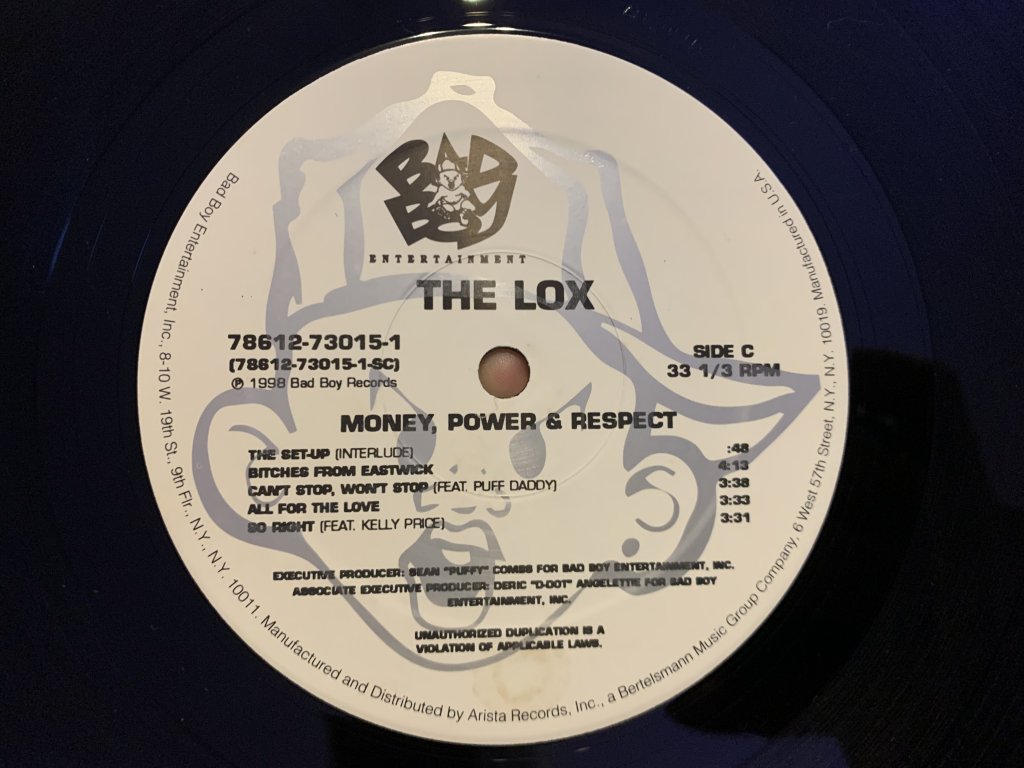 BAD BOY
ENTERTAINMENT
THE LOX
78612-73015-1
(78612-73015-1-SC)
℗ 1998 Bad Boy Records
SIDE C
33 1/3 RPM
MONEY, POWER & RESPECT
THE SET-UP (INTERLUDE) :48
BITCHES FROM EASTWICK 4:13
CAN'T STOP, WON'T STOP (FEAT. PUFF DADDY) 3:38
ALL FOR THE LOVE 3:33
SO RIGHT (FEAT. KELLY PRICE) 3:31
EXECUTIVE PRODUCER: SEAN "PUFFY" COMBS FOR BAD BOY ENTERTAINMENT, INC.
ASSOCIATE EXECUTIVE PRODUCER: DERIC "D-DOT" ANGELETTIE FOR BAD BOY
ENTERTAINMENT, INC.
UNAUTHORIZED DUPLICATION IS A
VIOLATION OF APPLICABLE LAWS.
Bad Boy Entertainment, Inc., 8-10 W. 19th St., 9th Flr., N.Y., N.Y. 10011. Manufactured and Distributed by Arista Records, Inc., a Bertelsmann Music Group Company, 6 West 57th Street, N.Y., N.Y. 10019. Manufactured in U.S.A.